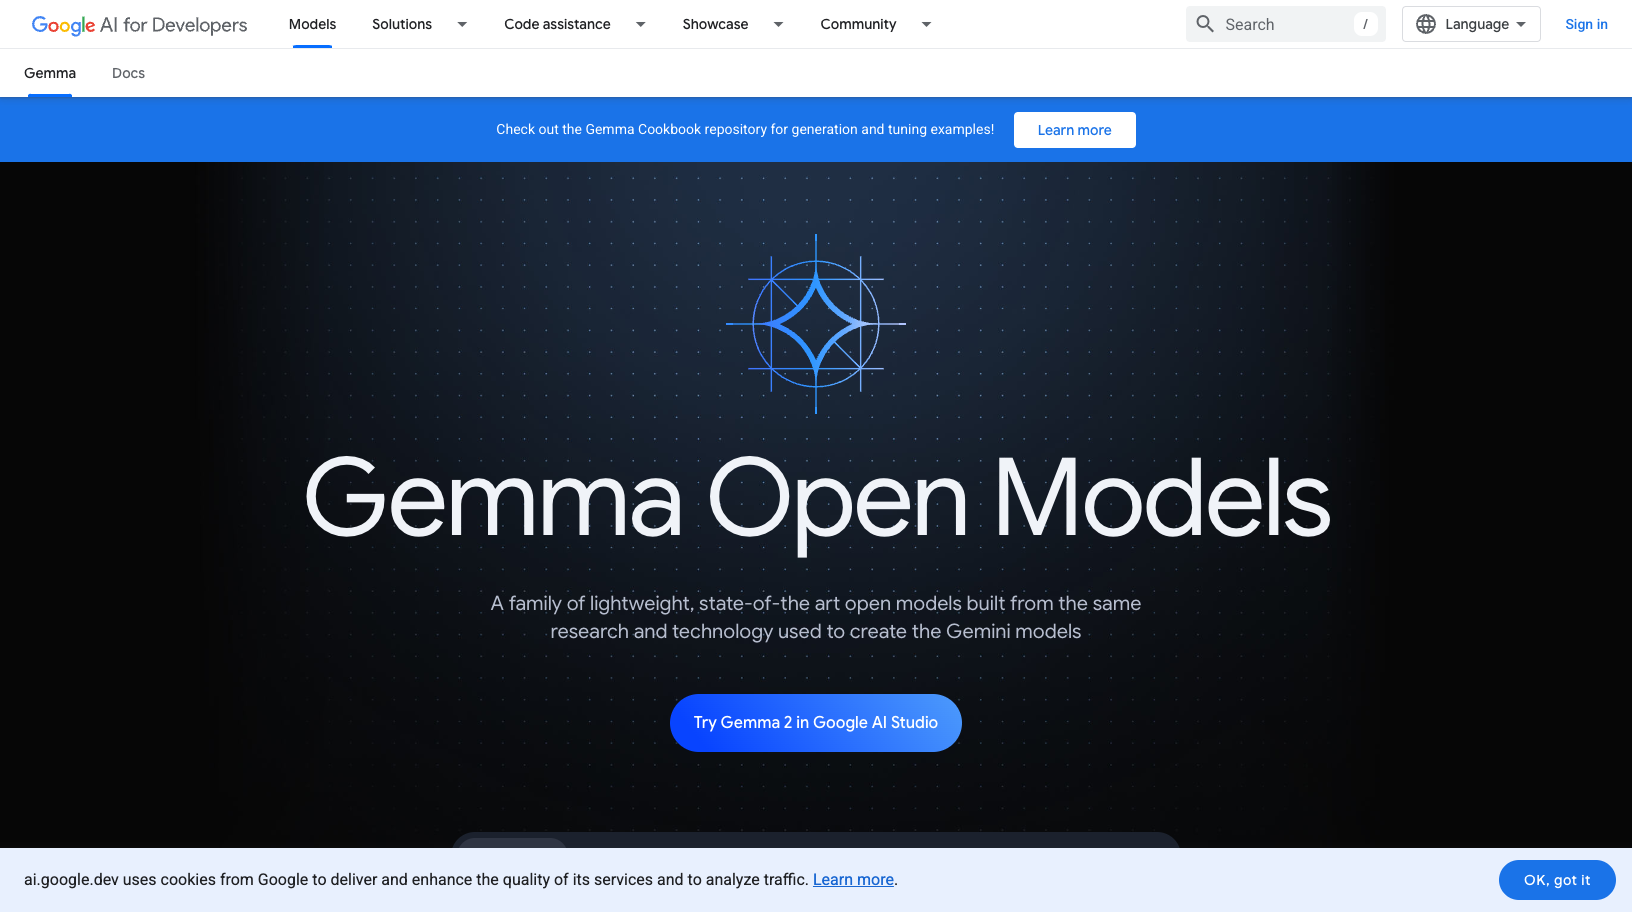 Google AI for Developers
Models
Solutions
Code assistance
Showcase
Community
Search
/
Language
Sign in
Gemma
Docs
Check out the Gemma Cookbook repository for generation and tuning examples!
Learn more
Gemma Open Models
A family of lightweight, state-of-the art open models built from the same
research and technology used to create the Gemini models
Try Gemma 2 in Google AI Studio
ai.google.dev uses cookies from Google to deliver and enhance the quality of its services and to analyze traffic. Learn more.
OK, got it